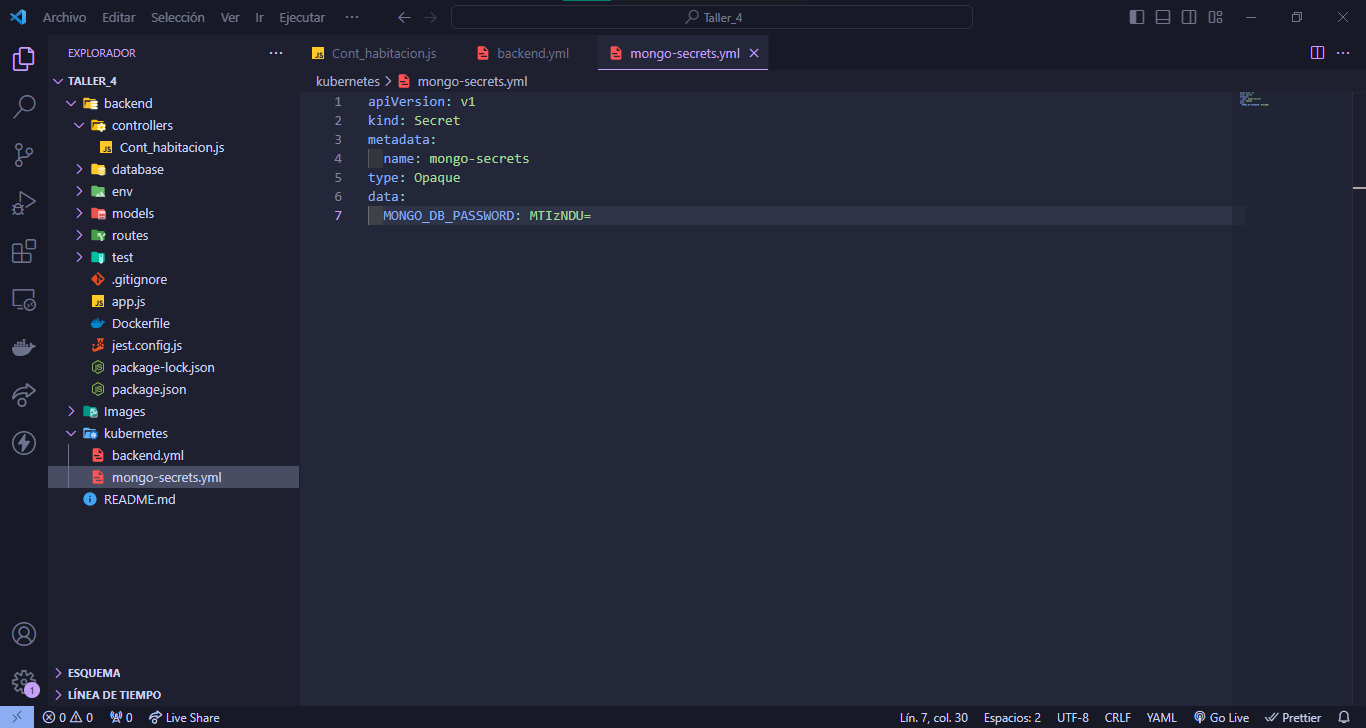 Archivo Editar Selección Ver Ir Ejecutar ··· Taller_4
EXPLORADOR ···
TALLER_4
backend
controllers
JS Cont_habitacion.js
database
env
models
routes
test
.gitignore
JS app.js
Dockerfile
jest.config.js
package-lock.json
package.json
Images
kubernetes
backend.yml
mongo-secrets.yml
README.md
ESQUEMA
LÍNEA DE TIEMPO
JS Cont_habitacion.js backend.yml mongo-secrets.yml
kubernetes > mongo-secrets.yml
1 apiVersion: v1
2 kind: Secret
3 metadata:
4 name: mongo-secrets
5 type: Opaque
6 data:
7 MONGO_DB_PASSWORD: MTIzNDU=
1
0 0 0 Live Share Lín. 7, col. 30 Espacios: 2 UTF-8 CRLF YAML Go Live Prettier